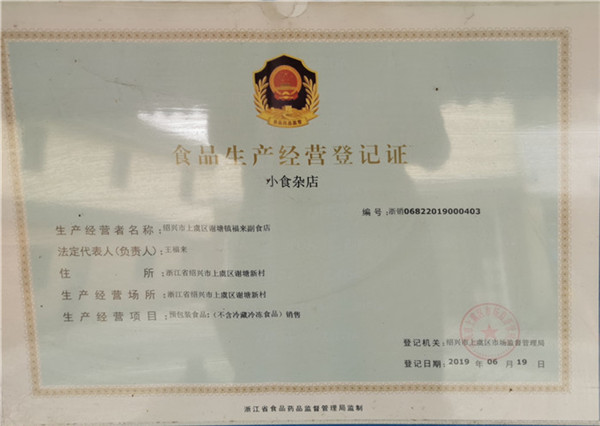 食品生产经营登记证
小食杂店
编 号:浙销06822019000403
生产经营者名称:绍兴市上虞区谢塘镇福来副食店
法定代表人(负责人):王福来
住 所:浙江省绍兴市上虞区谢塘新村
生产经营场所:浙江省绍兴市上虞区谢塘新村
生产经营项目:预包装食品:(不含冷藏冷冻食品)销售
登记机关:绍兴市上虞区市场监督管理局
登记日期:2019 年 06 月 19 日
浙江省食品药品监督管理局监制